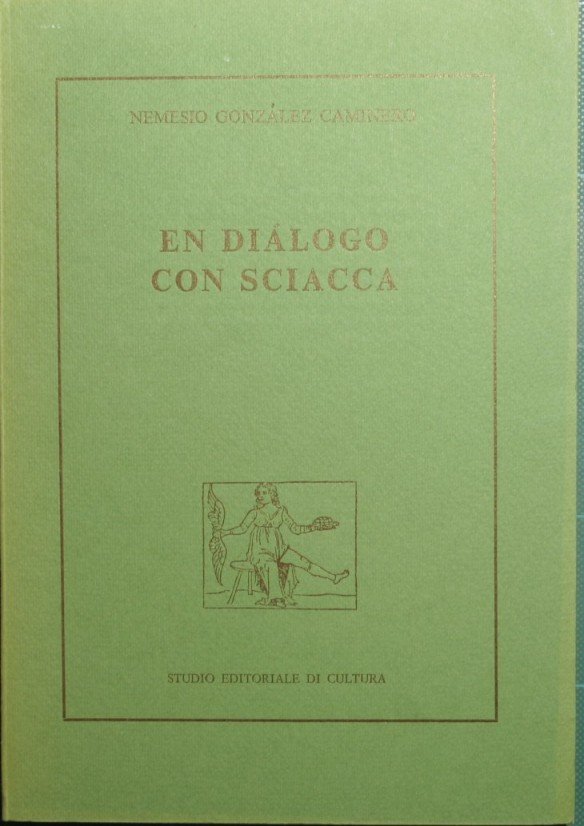 NEMESIO GONZÁLEZ CAMINERO
EN DIÁLOGO
CON SCIACCA
STUDIO EDITORIALE DI CULTURA